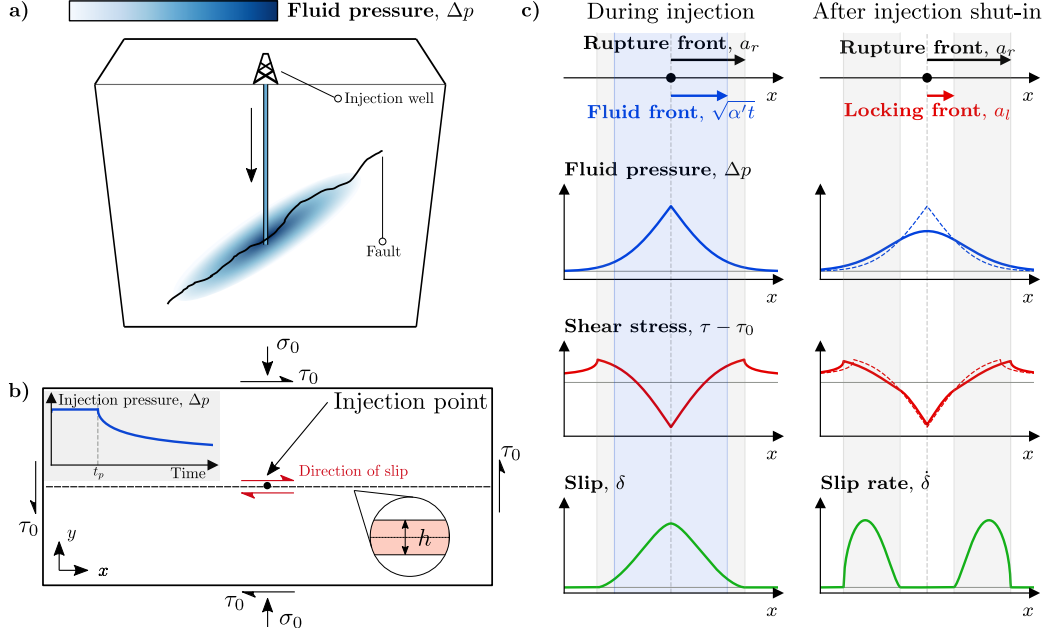 a)
Fluid pressure, Δp
Injection well
Fault
b)
σ₀
τ₀
Injection pressure, Δp
t_p
Time
Injection point
Direction of slip
τ₀
τ₀
h
y
x
τ₀
σ₀
c)
During injection
After injection shut-in
Rupture front, a_r
Rupture front, a_r
x
x
Fluid front, √α′t
Locking front, a_l
Fluid pressure, Δp
x
x
Shear stress, τ − τ₀
x
x
Slip, δ
Slip rate, δ̇
x
x